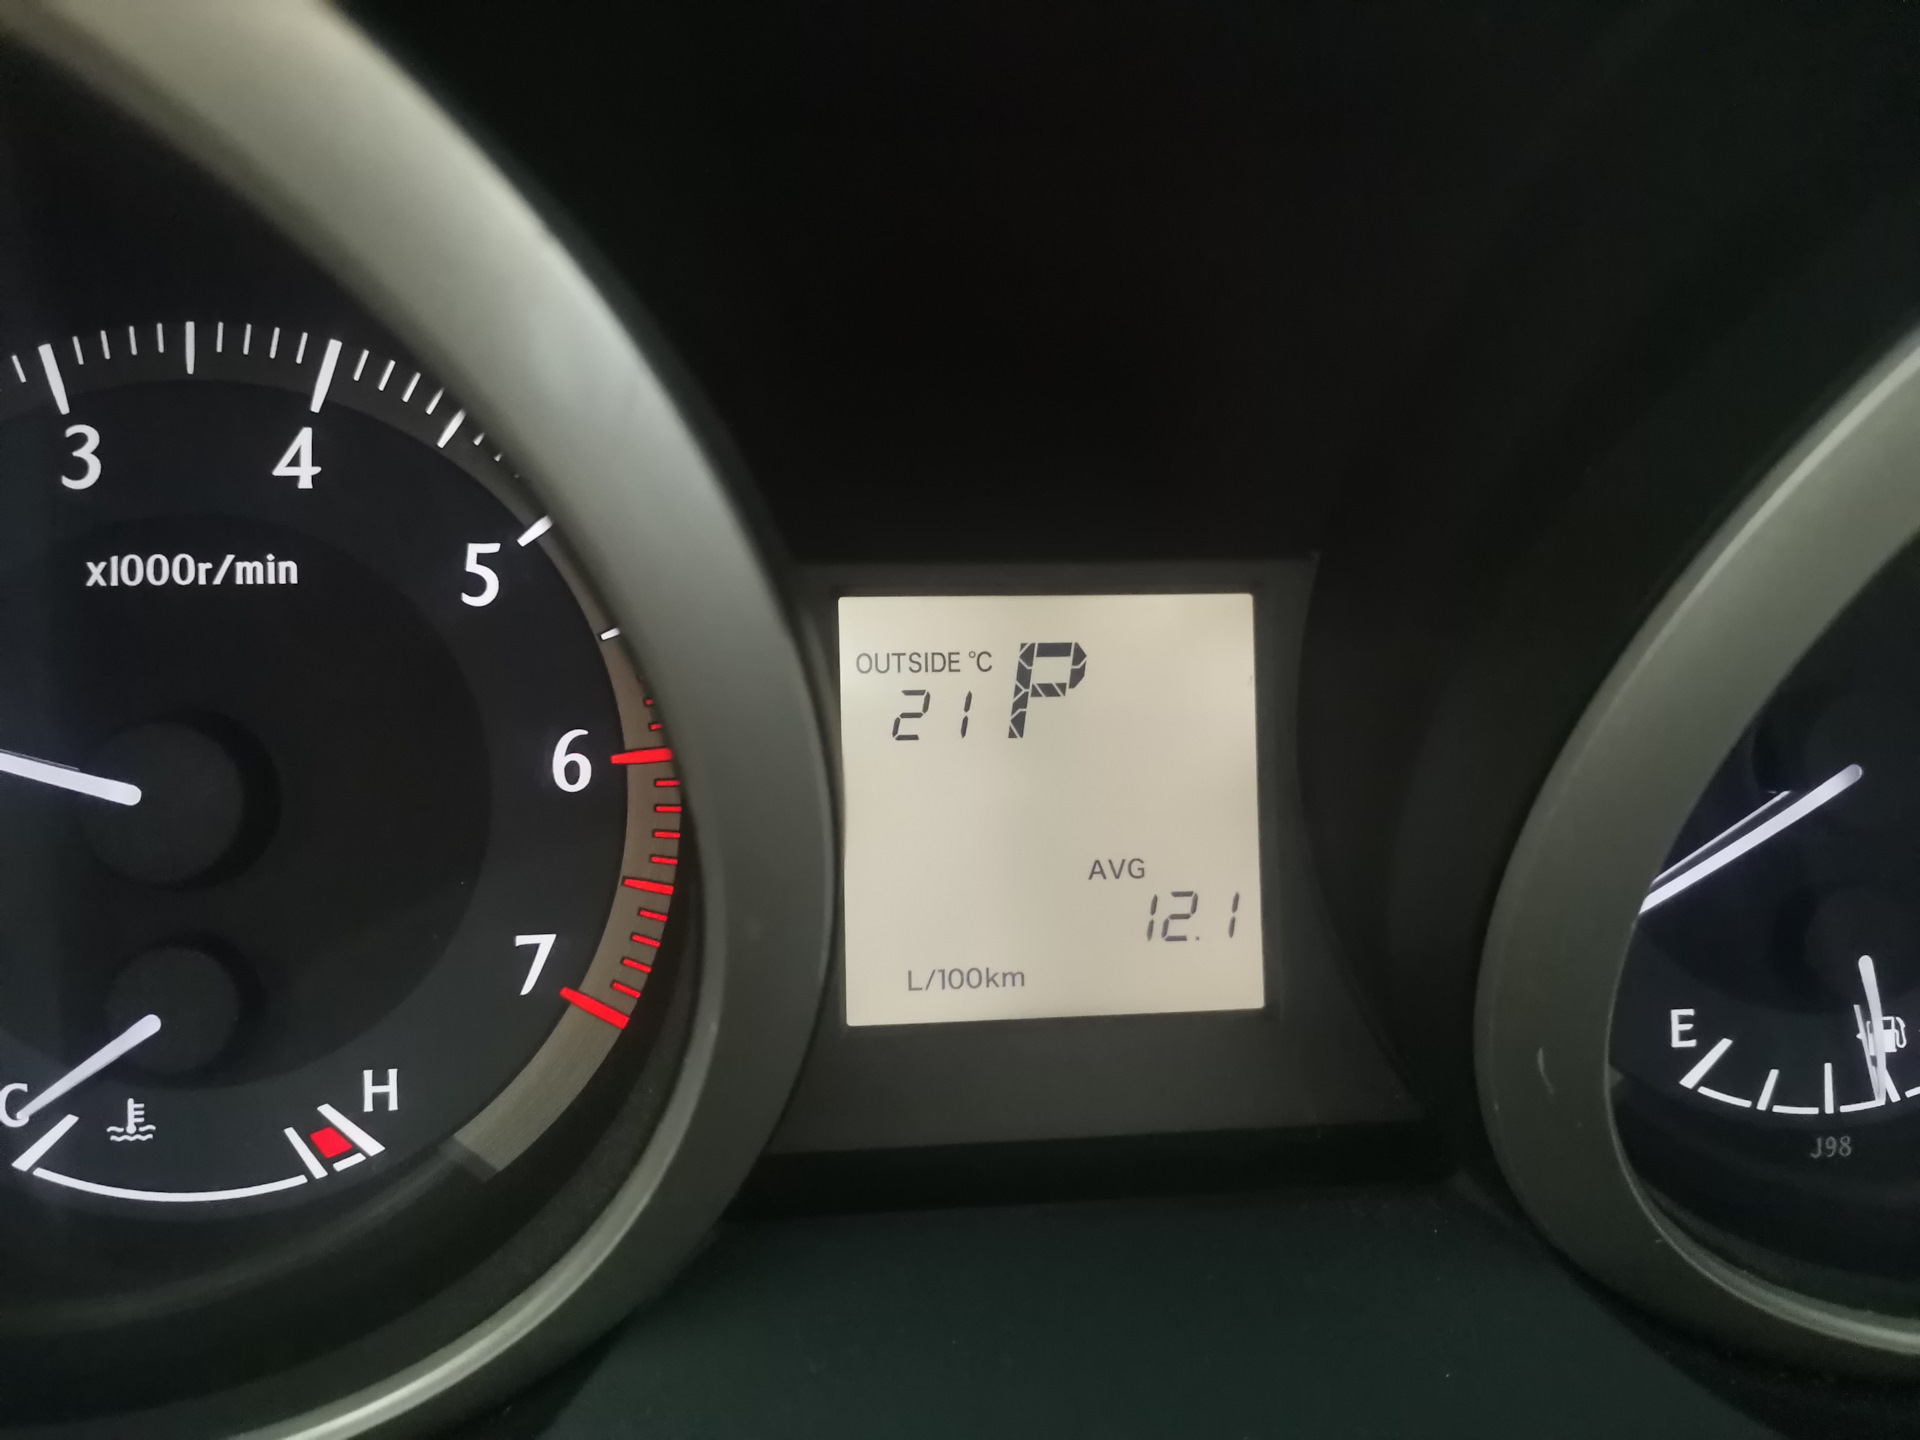 3
4
5
6
7
x1000r/min
C
H
OUTSIDE °C
21 P
AVG
12.1
L/100km
E
J98